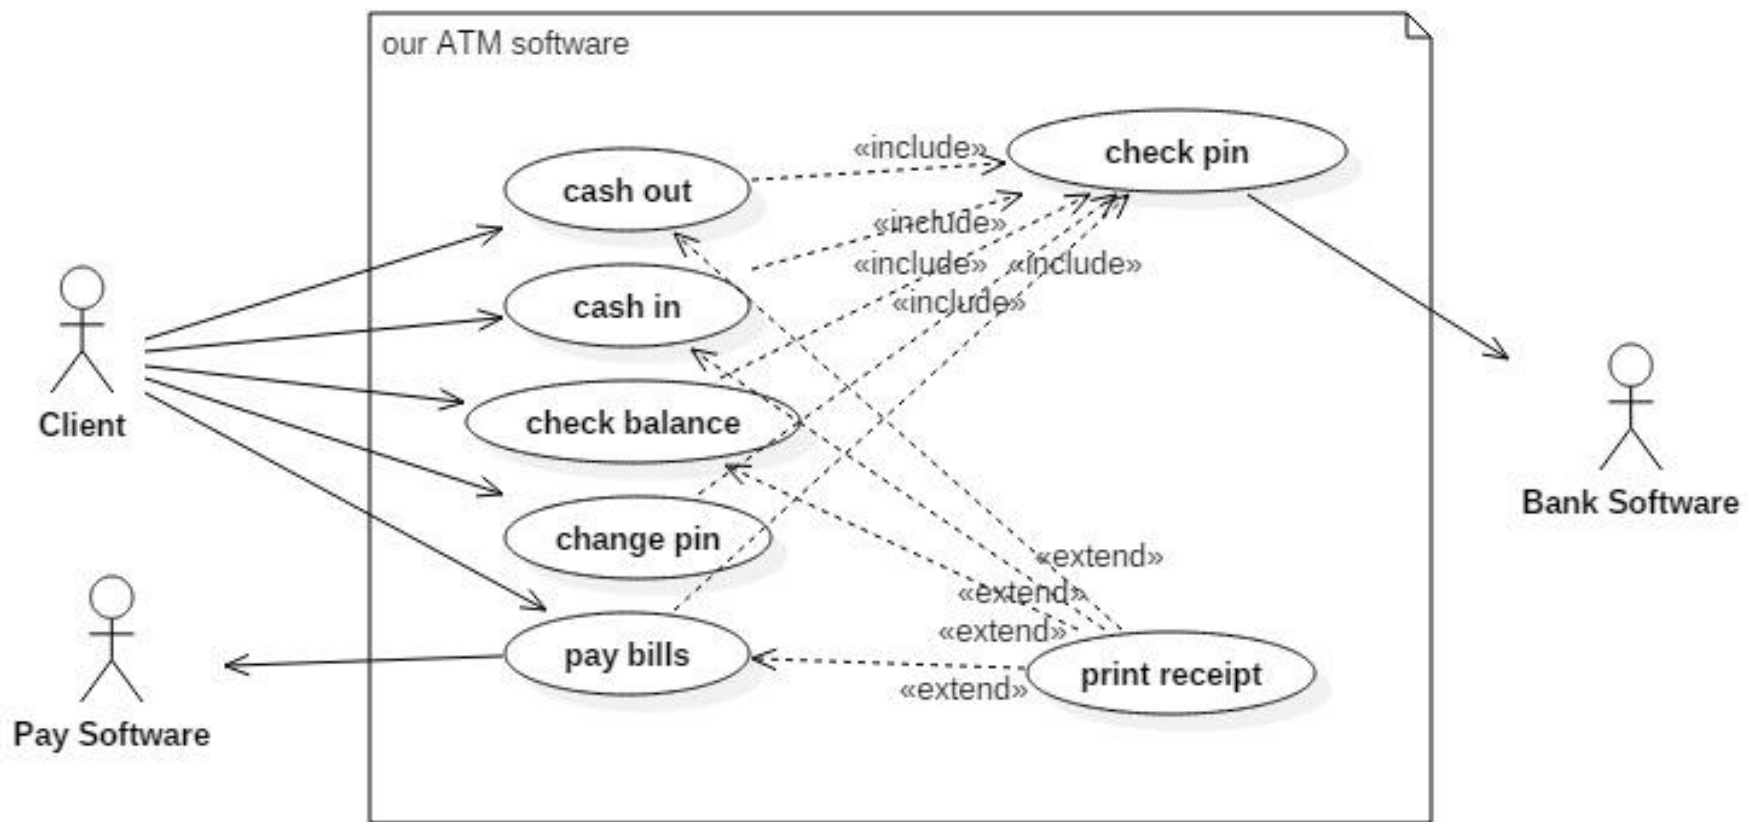 our ATM software
«include»
check pin
cash out
«include»
«include»
«include»
cash in
«include»
Client
check balance
Bank Software
change pin
«extend»
«extend»
«extend»
pay bills
print receipt
«extend»
Pay Software